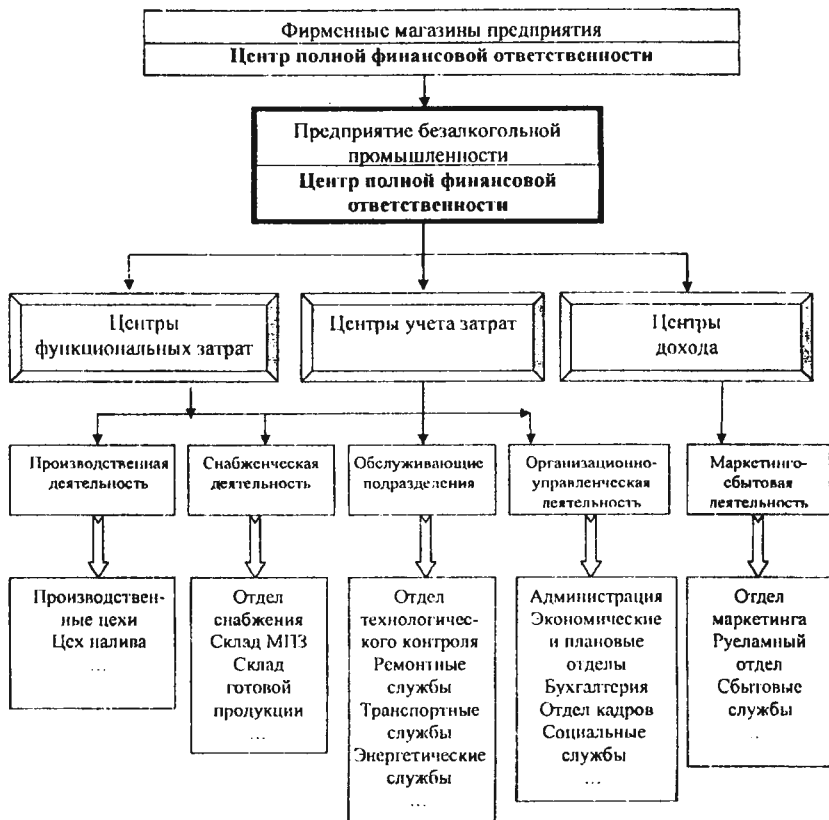 Фирменные магазины предприятия
Центр полной финансовой ответственности
Предприятие безалкогольной
промышленности
Центр полной финансовой
ответственности
Центры
функциональных затрат
Центры учета затрат
Центры
дохода
Производственная
деятельность
Снабженческая
деятельность
Обслуживающие
подразделения
Организационно-
управленческая
деятельность
Маркетинго-
сбытовая
деятельность
Производствен-
ные цехи
Цех налива
…
Отдел
снабжения
Склад МПЗ
Склад
готовой
продукции
…
Отдел
технологичес-
кого контроля
Ремонтные
службы
Транспортные
службы
Энергетические
службы
…
Администрация
Экономические
и плановые
отделы
Бухгалтерия
Отдел кадров
Социальные
службы
…
Отдел
маркетинга
Руеламный
отдел
Сбытовые
службы
..